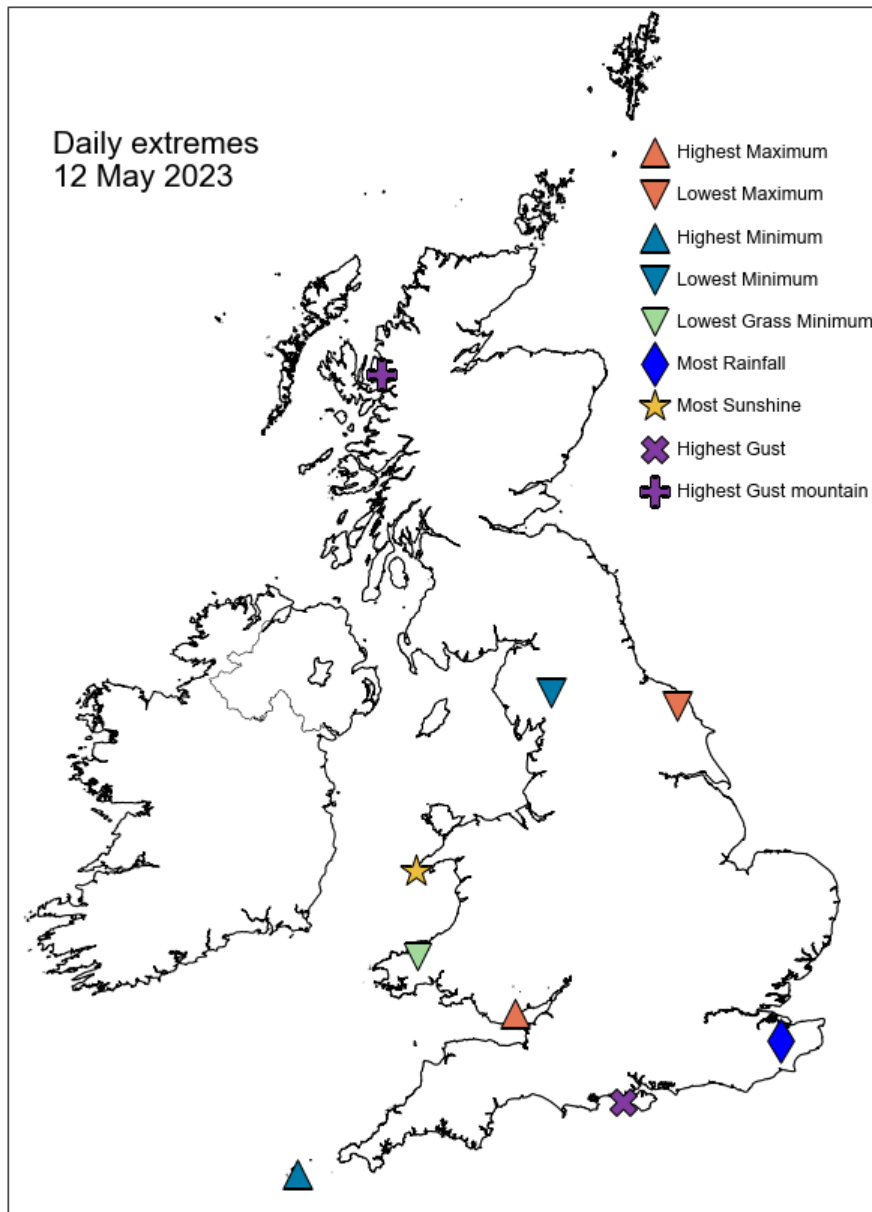 Daily extremes
12 May 2023
Highest Maximum
Lowest Maximum
Highest Minimum
Lowest Minimum
Lowest Grass Minimum
Most Rainfall
Most Sunshine
Highest Gust
Highest Gust mountain